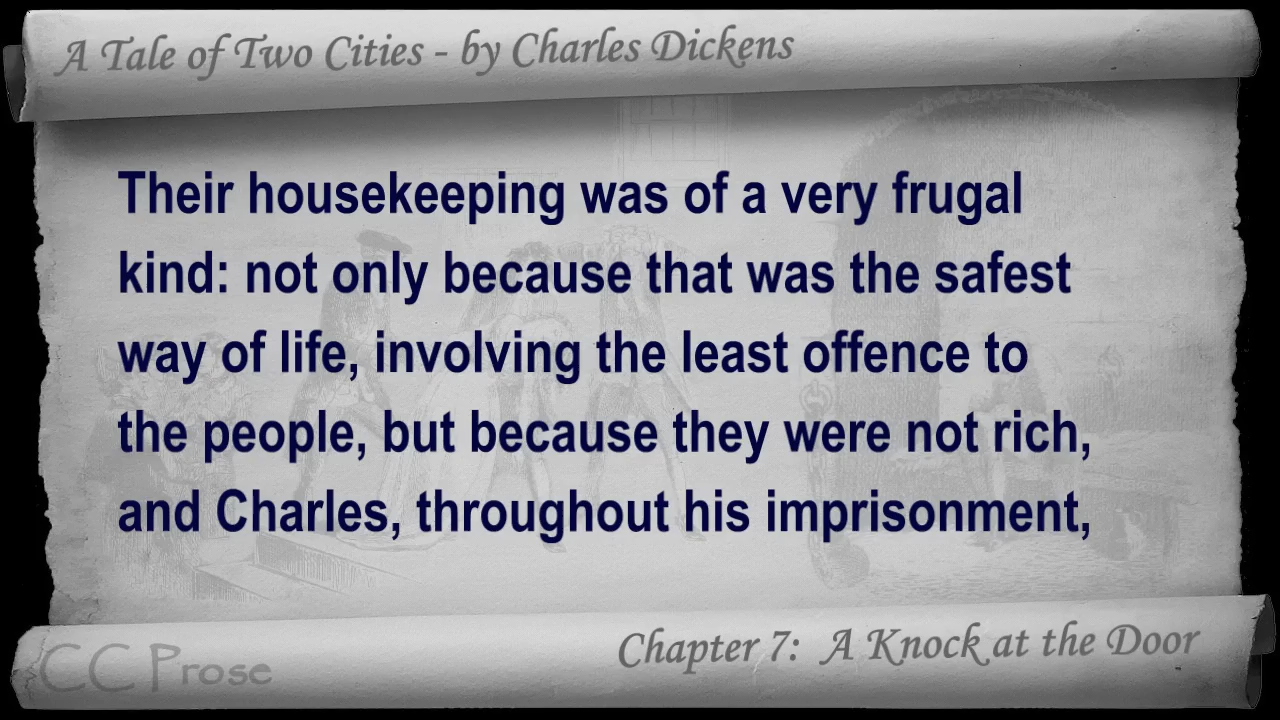 A Tale of Two Cities - by Charles Dickens
Their housekeeping was of a very frugal
kind: not only because that was the safest
way of life, involving the least offence to
the people, but because they were not rich,
and Charles, throughout his imprisonment,
Chapter 7: A Knock at the Door
CC Prose